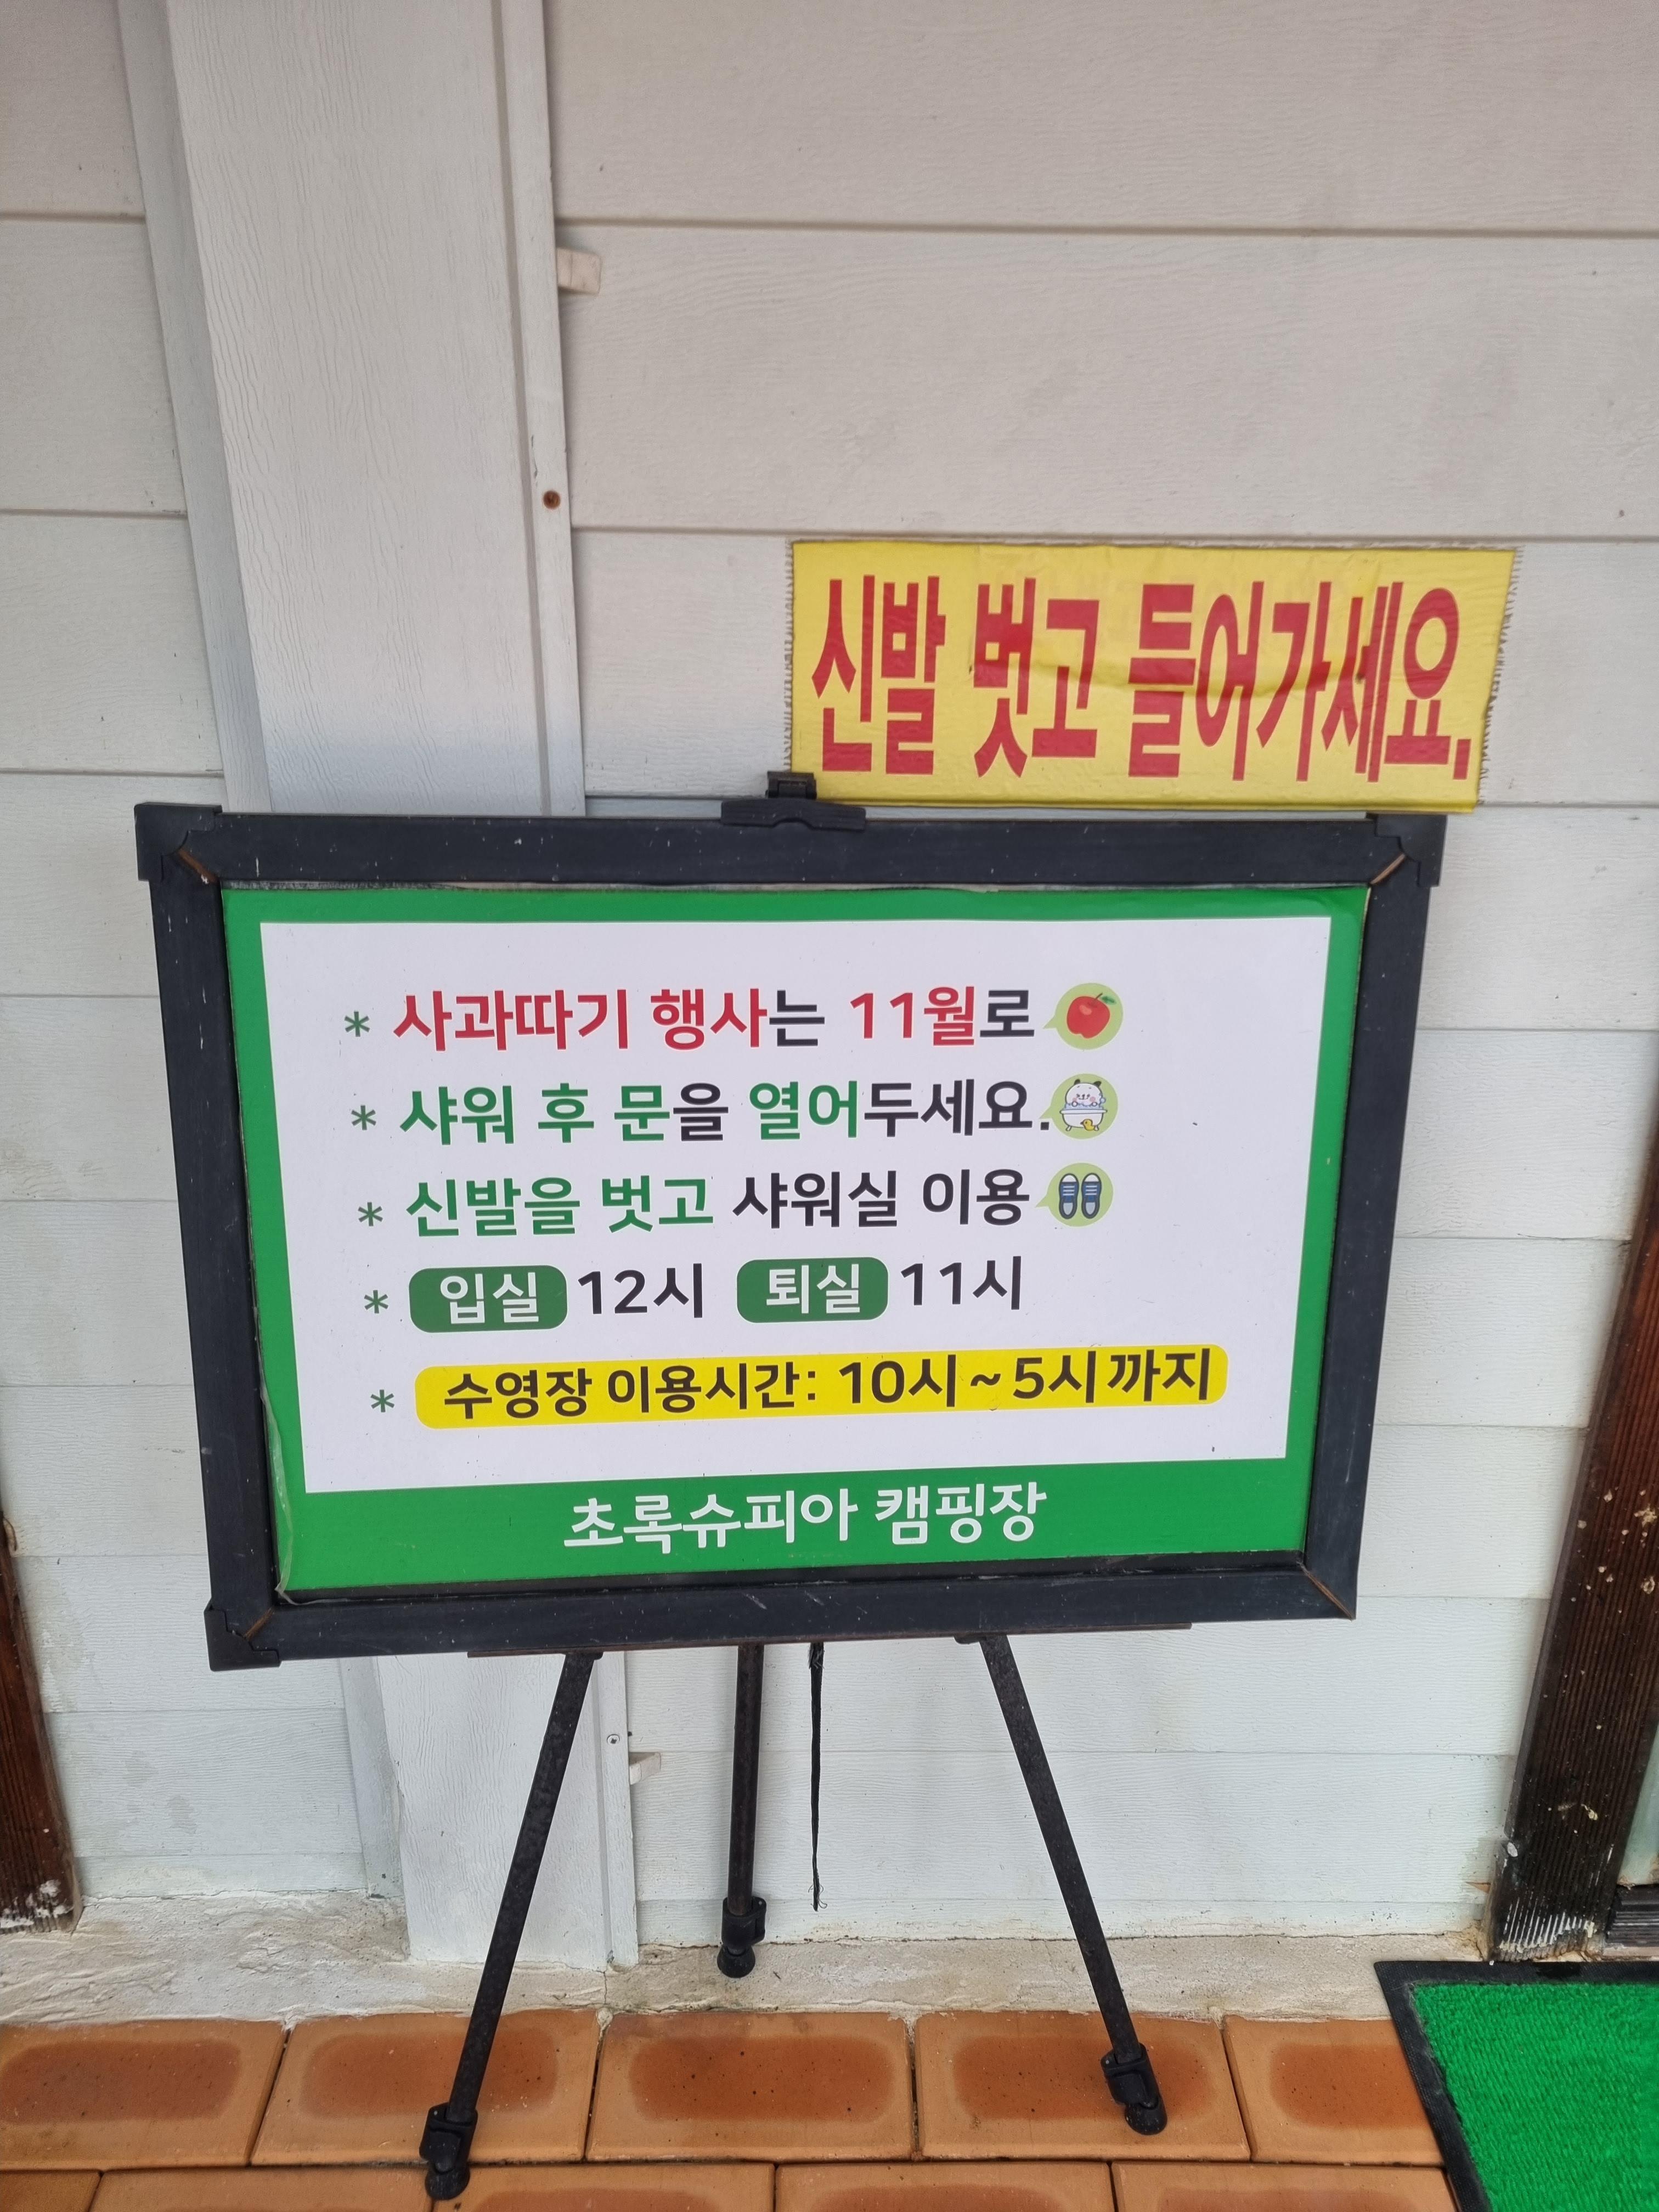 신발 벗고 들어가세요.
* 사과따기 행사는 11월로
* 샤워 후 문을 열어두세요.
* 신발을 벗고 샤워실 이용
* 입실 12시 퇴실 11시
* 수영장 이용시간: 10시~5시까지
초록슈피아 캠핑장